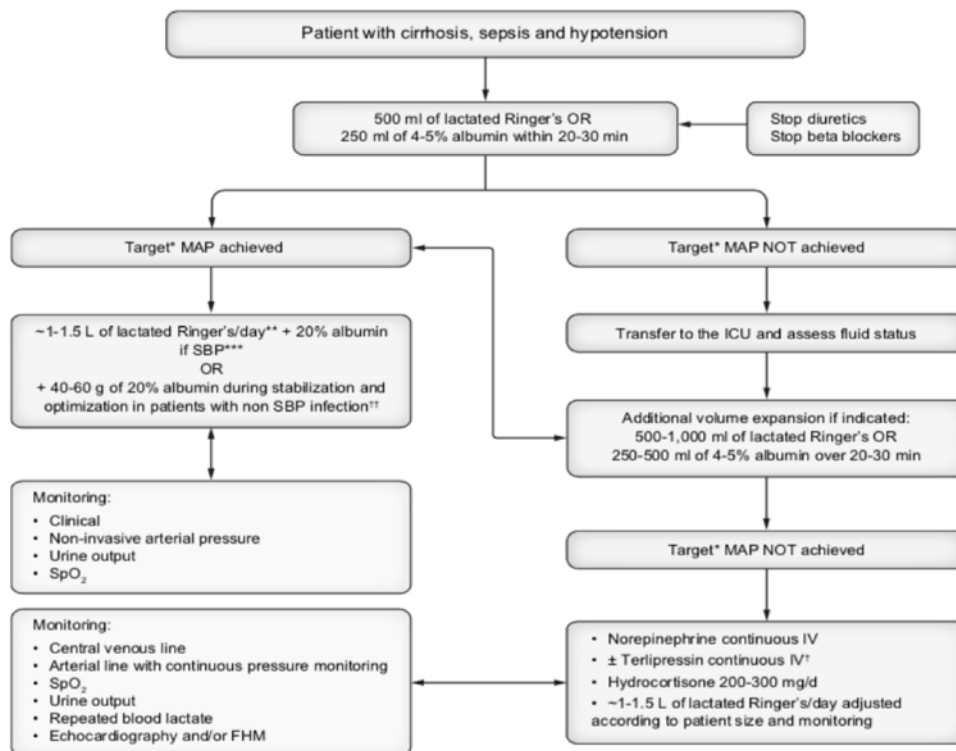 Patient with cirrhosis, sepsis and hypotension
500 ml of lactated Ringer's OR
250 ml of 4-5% albumin within 20-30 min
Stop diuretics
Stop beta blockers
Target* MAP achieved
Target* MAP NOT achieved
~1-1.5 L of lactated Ringer's/day** + 20% albumin
if SBP***
OR
+ 40-60 g of 20% albumin during stabilization and
optimization in patients with non SBP infection††
Transfer to the ICU and assess fluid status
Additional volume expansion if indicated:
500-1,000 ml of lactated Ringer's OR
250-500 ml of 4-5% albumin over 20-30 min
Monitoring:
• Clinical
• Non-invasive arterial pressure
• Urine output
• SpO₂
Target* MAP NOT achieved
Monitoring:
• Central venous line
• Arterial line with continuous pressure monitoring
• SpO₂
• Urine output
• Repeated blood lactate
• Echocardiography and/or FHM
• Norepinephrine continuous IV
• ± Terlipressin continuous IV†
• Hydrocortisone 200-300 mg/d
• ~1-1.5 L of lactated Ringer's/day adjusted
according to patient size and monitoring